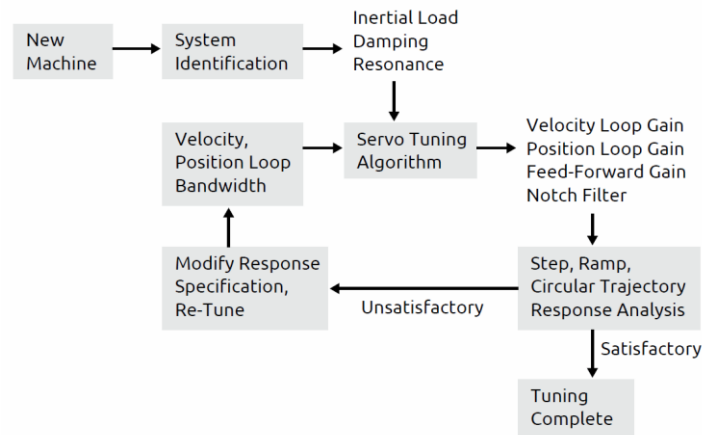 New
Machine
System
Identification
Inertial Load
Damping
Resonance
Velocity,
Position Loop
Bandwidth
Servo Tuning
Algorithm
Velocity Loop Gain
Position Loop Gain
Feed-Forward Gain
Notch Filter
Modify Response
Specification,
Re-Tune
Unsatisfactory
Step, Ramp,
Circular Trajectory
Response Analysis
Satisfactory
Tuning
Complete